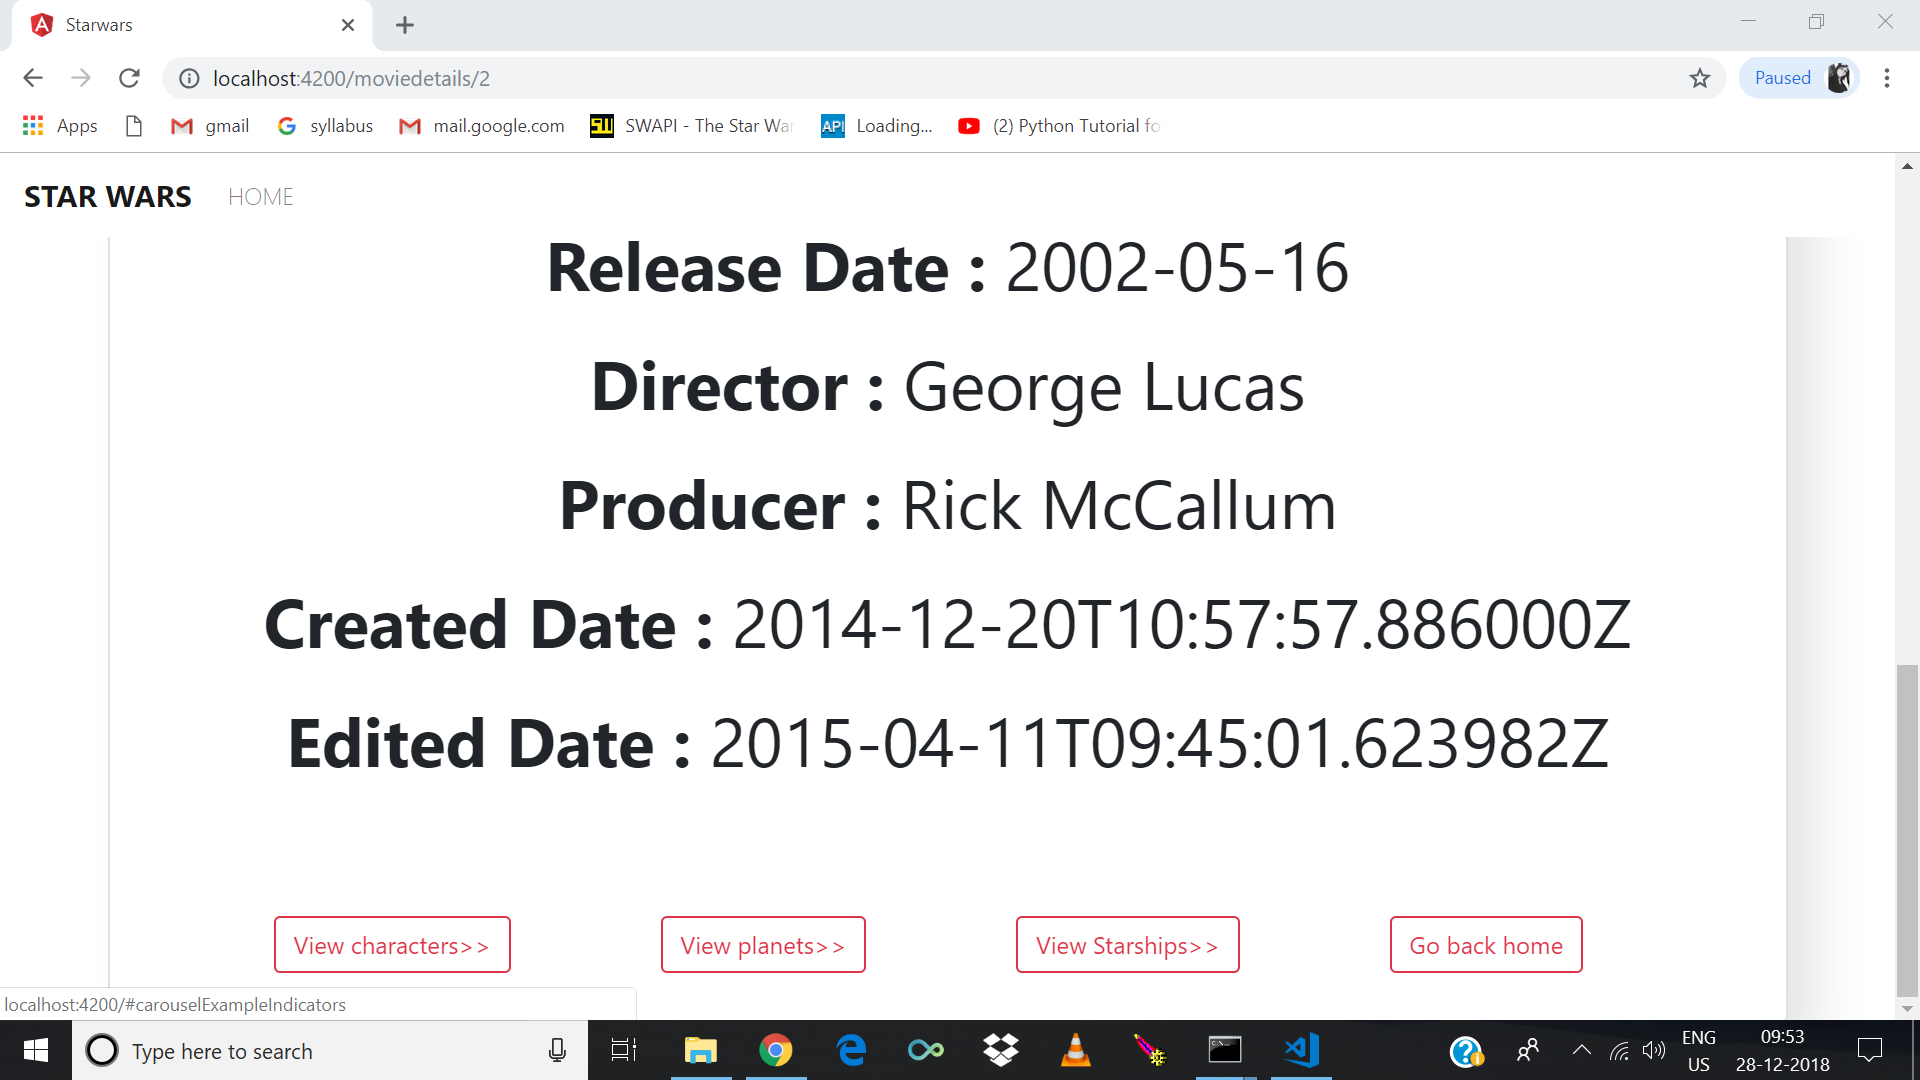 Starwars
localhost:4200/moviedetails/2
Paused
Apps
gmail
syllabus
mail.google.com
SWAPI - The Star Wa
API
Loading...
(2) Python Tutorial fo
STAR WARS
HOME
Release Date : 2002-05-16
Director : George Lucas
Producer : Rick McCallum
Created Date : 2014-12-20T10:57:57.886000Z
Edited Date : 2015-04-11T09:45:01.623982Z
View characters>>
View planets>>
View Starships>>
Go back home
localhost:4200/#carouselExampleIndicators
Type here to search
ENG
US
09:53
28-12-2018